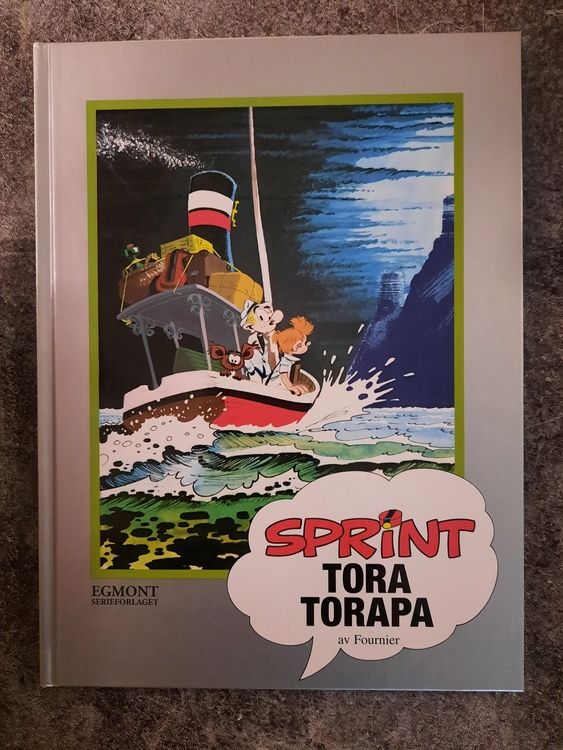 SPRINT
TORA
TORAPA
av Fournier
EGMONT
SERIEFORLAGET